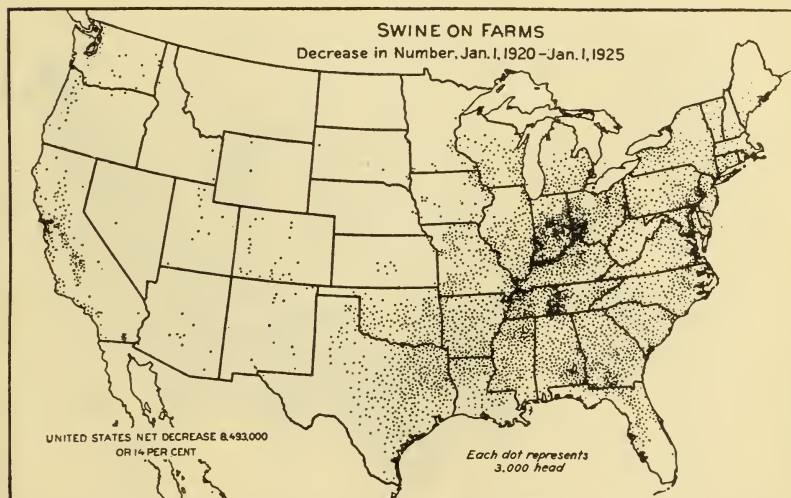 SWINE ON FARMS
Decrease in Number, Jan. 1, 1920–Jan. 1, 1925
UNITED STATES NET DECREASE 8,493,000
OR 14 PER CENT
Each dot represents
3,000 head